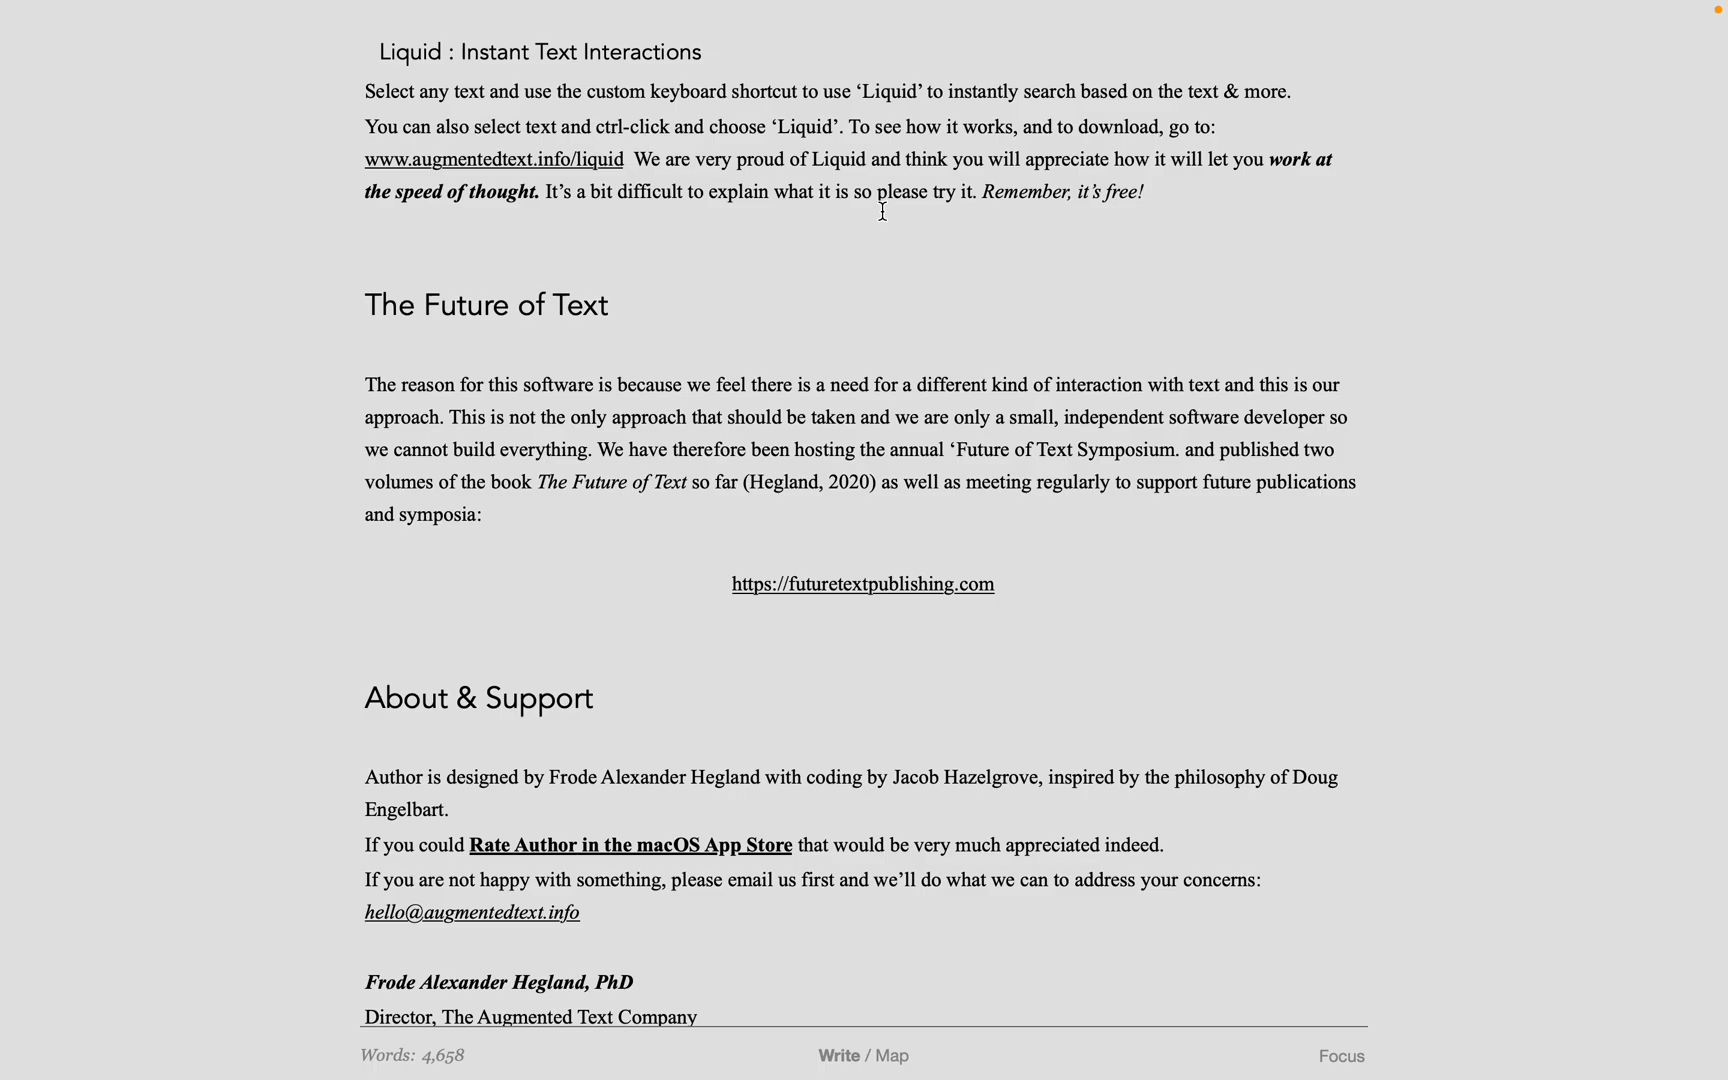 Liquid : Instant Text Interactions
Select any text and use the custom keyboard shortcut to use ‘Liquid’ to instantly search based on the text & more.
You can also select text and ctrl-click and choose ‘Liquid’. To see how it works, and to download, go to:
www.augmentedtext.info/liquid We are very proud of Liquid and think you will appreciate how it will let you work at
the speed of thought. It’s a bit difficult to explain what it is so please try it. Remember, it’s free!
The Future of Text
The reason for this software is because we feel there is a need for a different kind of interaction with text and this is our
approach. This is not the only approach that should be taken and we are only a small, independent software developer so
we cannot build everything. We have therefore been hosting the annual ‘Future of Text Symposium. and published two
volumes of the book The Future of Text so far (Hegland, 2020) as well as meeting regularly to support future publications
and symposia:
https://futuretextpublishing.com
About & Support
Author is designed by Frode Alexander Hegland with coding by Jacob Hazelgrove, inspired by the philosophy of Doug
Engelbart.
If you could Rate Author in the macOS App Store that would be very much appreciated indeed.
If you are not happy with something, please email us first and we’ll do what we can to address your concerns:
hello@augmentedtext.info
Frode Alexander Hegland, PhD
Director, The Augmented Text Company
Words: 4,658 Write / Map Focus